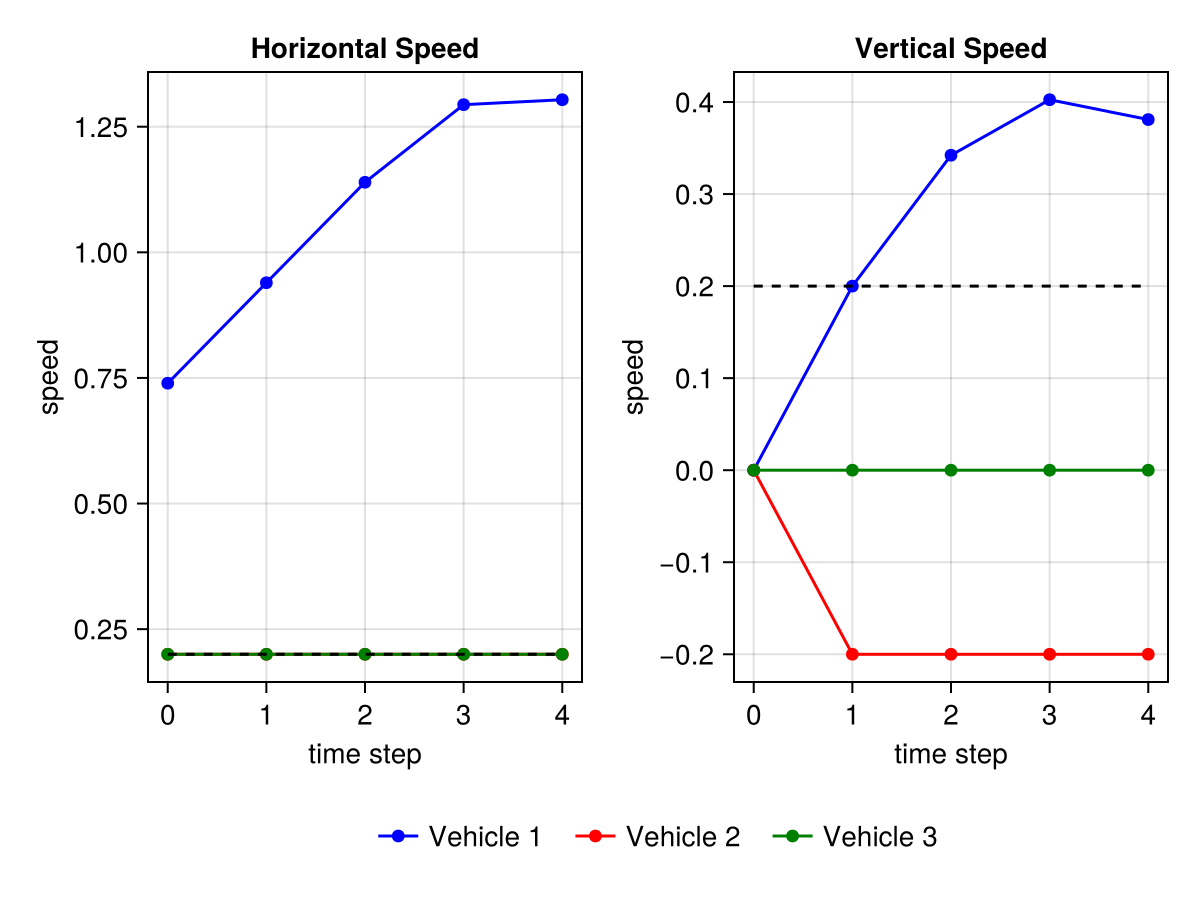 Horizontal Speed
Vertical Speed
speed
1.25
1.00
0.75
0.50
0.25
0 1 2 3 4
time step
speed
0.4
0.3
0.2
0.1
0.0
−0.1
−0.2
0 1 2 3 4
time step
Vehicle 1 Vehicle 2 Vehicle 3